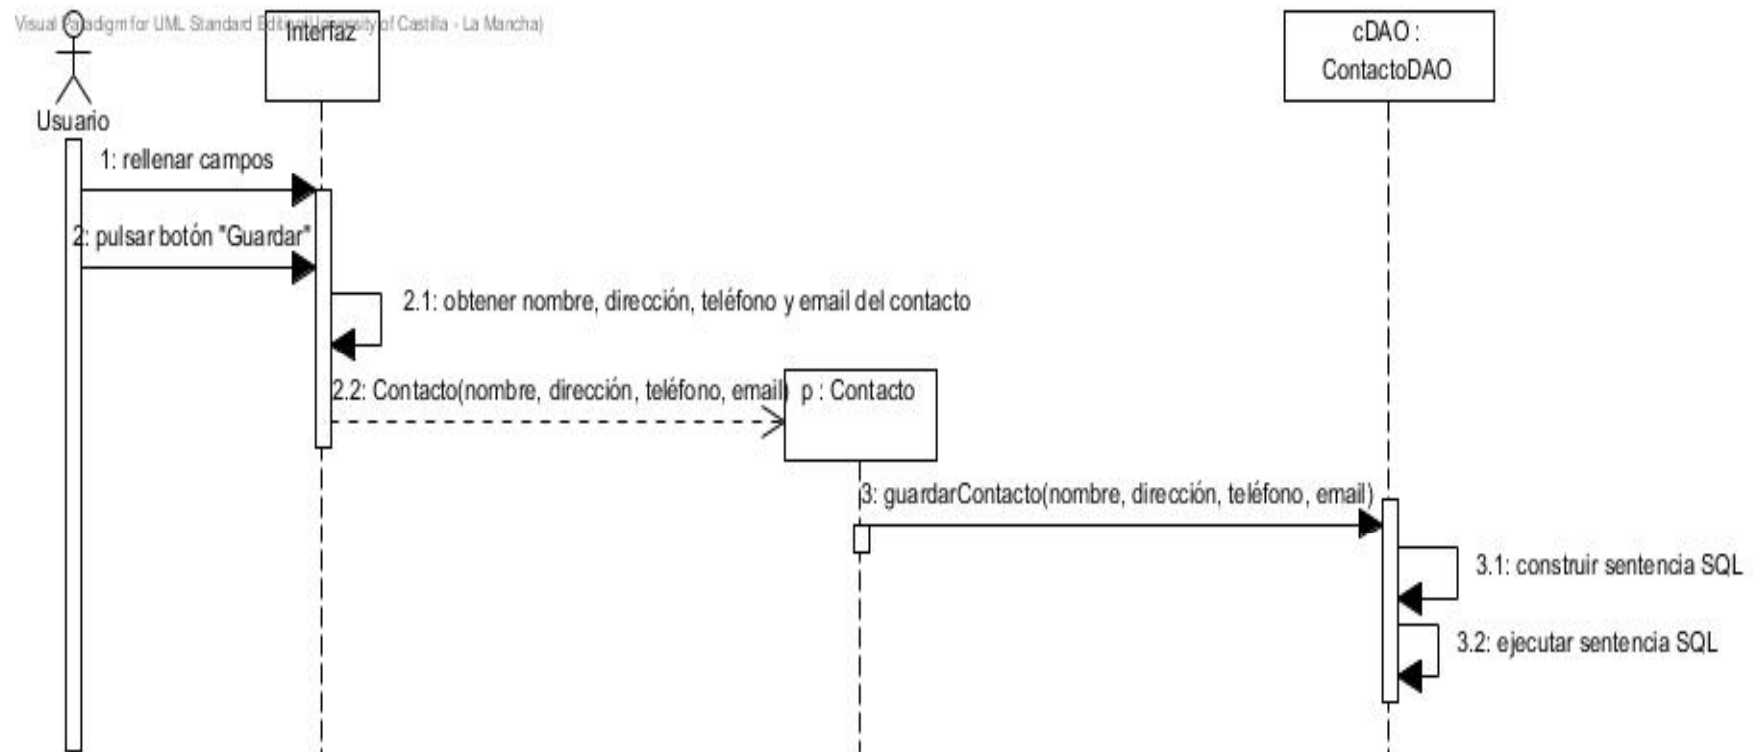 Visual Paradigm for UML Standard Edition(University of Castilla - La Mancha)
Interfaz
cDAO :
ContactoDAO
Usuario
1: rellenar campos
2: pulsar botón "Guardar"
2.1: obtener nombre, dirección, teléfono y email del contacto
2.2: Contacto(nombre, dirección, teléfono, email)
p : Contacto
3: guardarContacto(nombre, dirección, teléfono, email)
3.1: construir sentencia SQL
3.2: ejecutar sentencia SQL